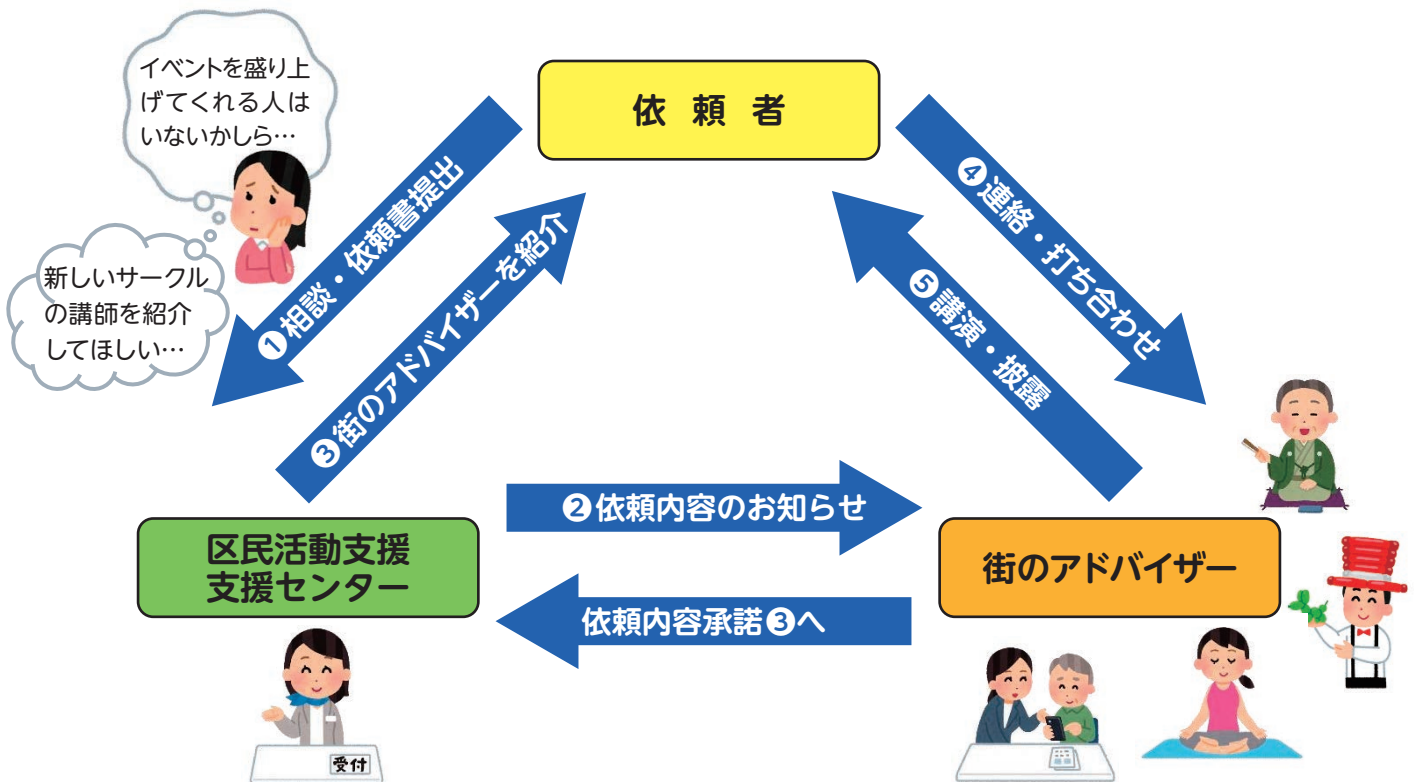 イベントを盛り上
げてくれる人は
いないかしら…
新しいサークル
の講師を紹介
してほしい…
依頼者
❶相談・依頼書提出
❸街のアドバイザーを紹介
❹連絡・打ち合わせ
❺講演・披露
❷依頼内容のお知らせ
依頼内容承諾❸へ
区民活動支援
支援センター
街のアドバイザー
受付